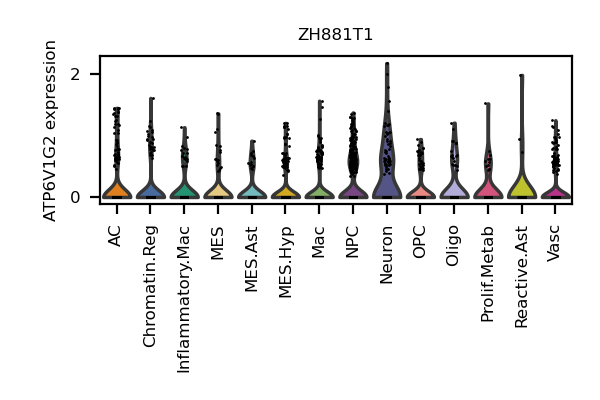 ZH881T1
ATP6V1G2 expression
2
0
AC
Chromatin.Reg
Inflammatory.Mac
MES
MES.Ast
MES.Hyp
Mac
NPC
Neuron
OPC
Oligo
Prolif.Metab
Reactive.Ast
Vasc